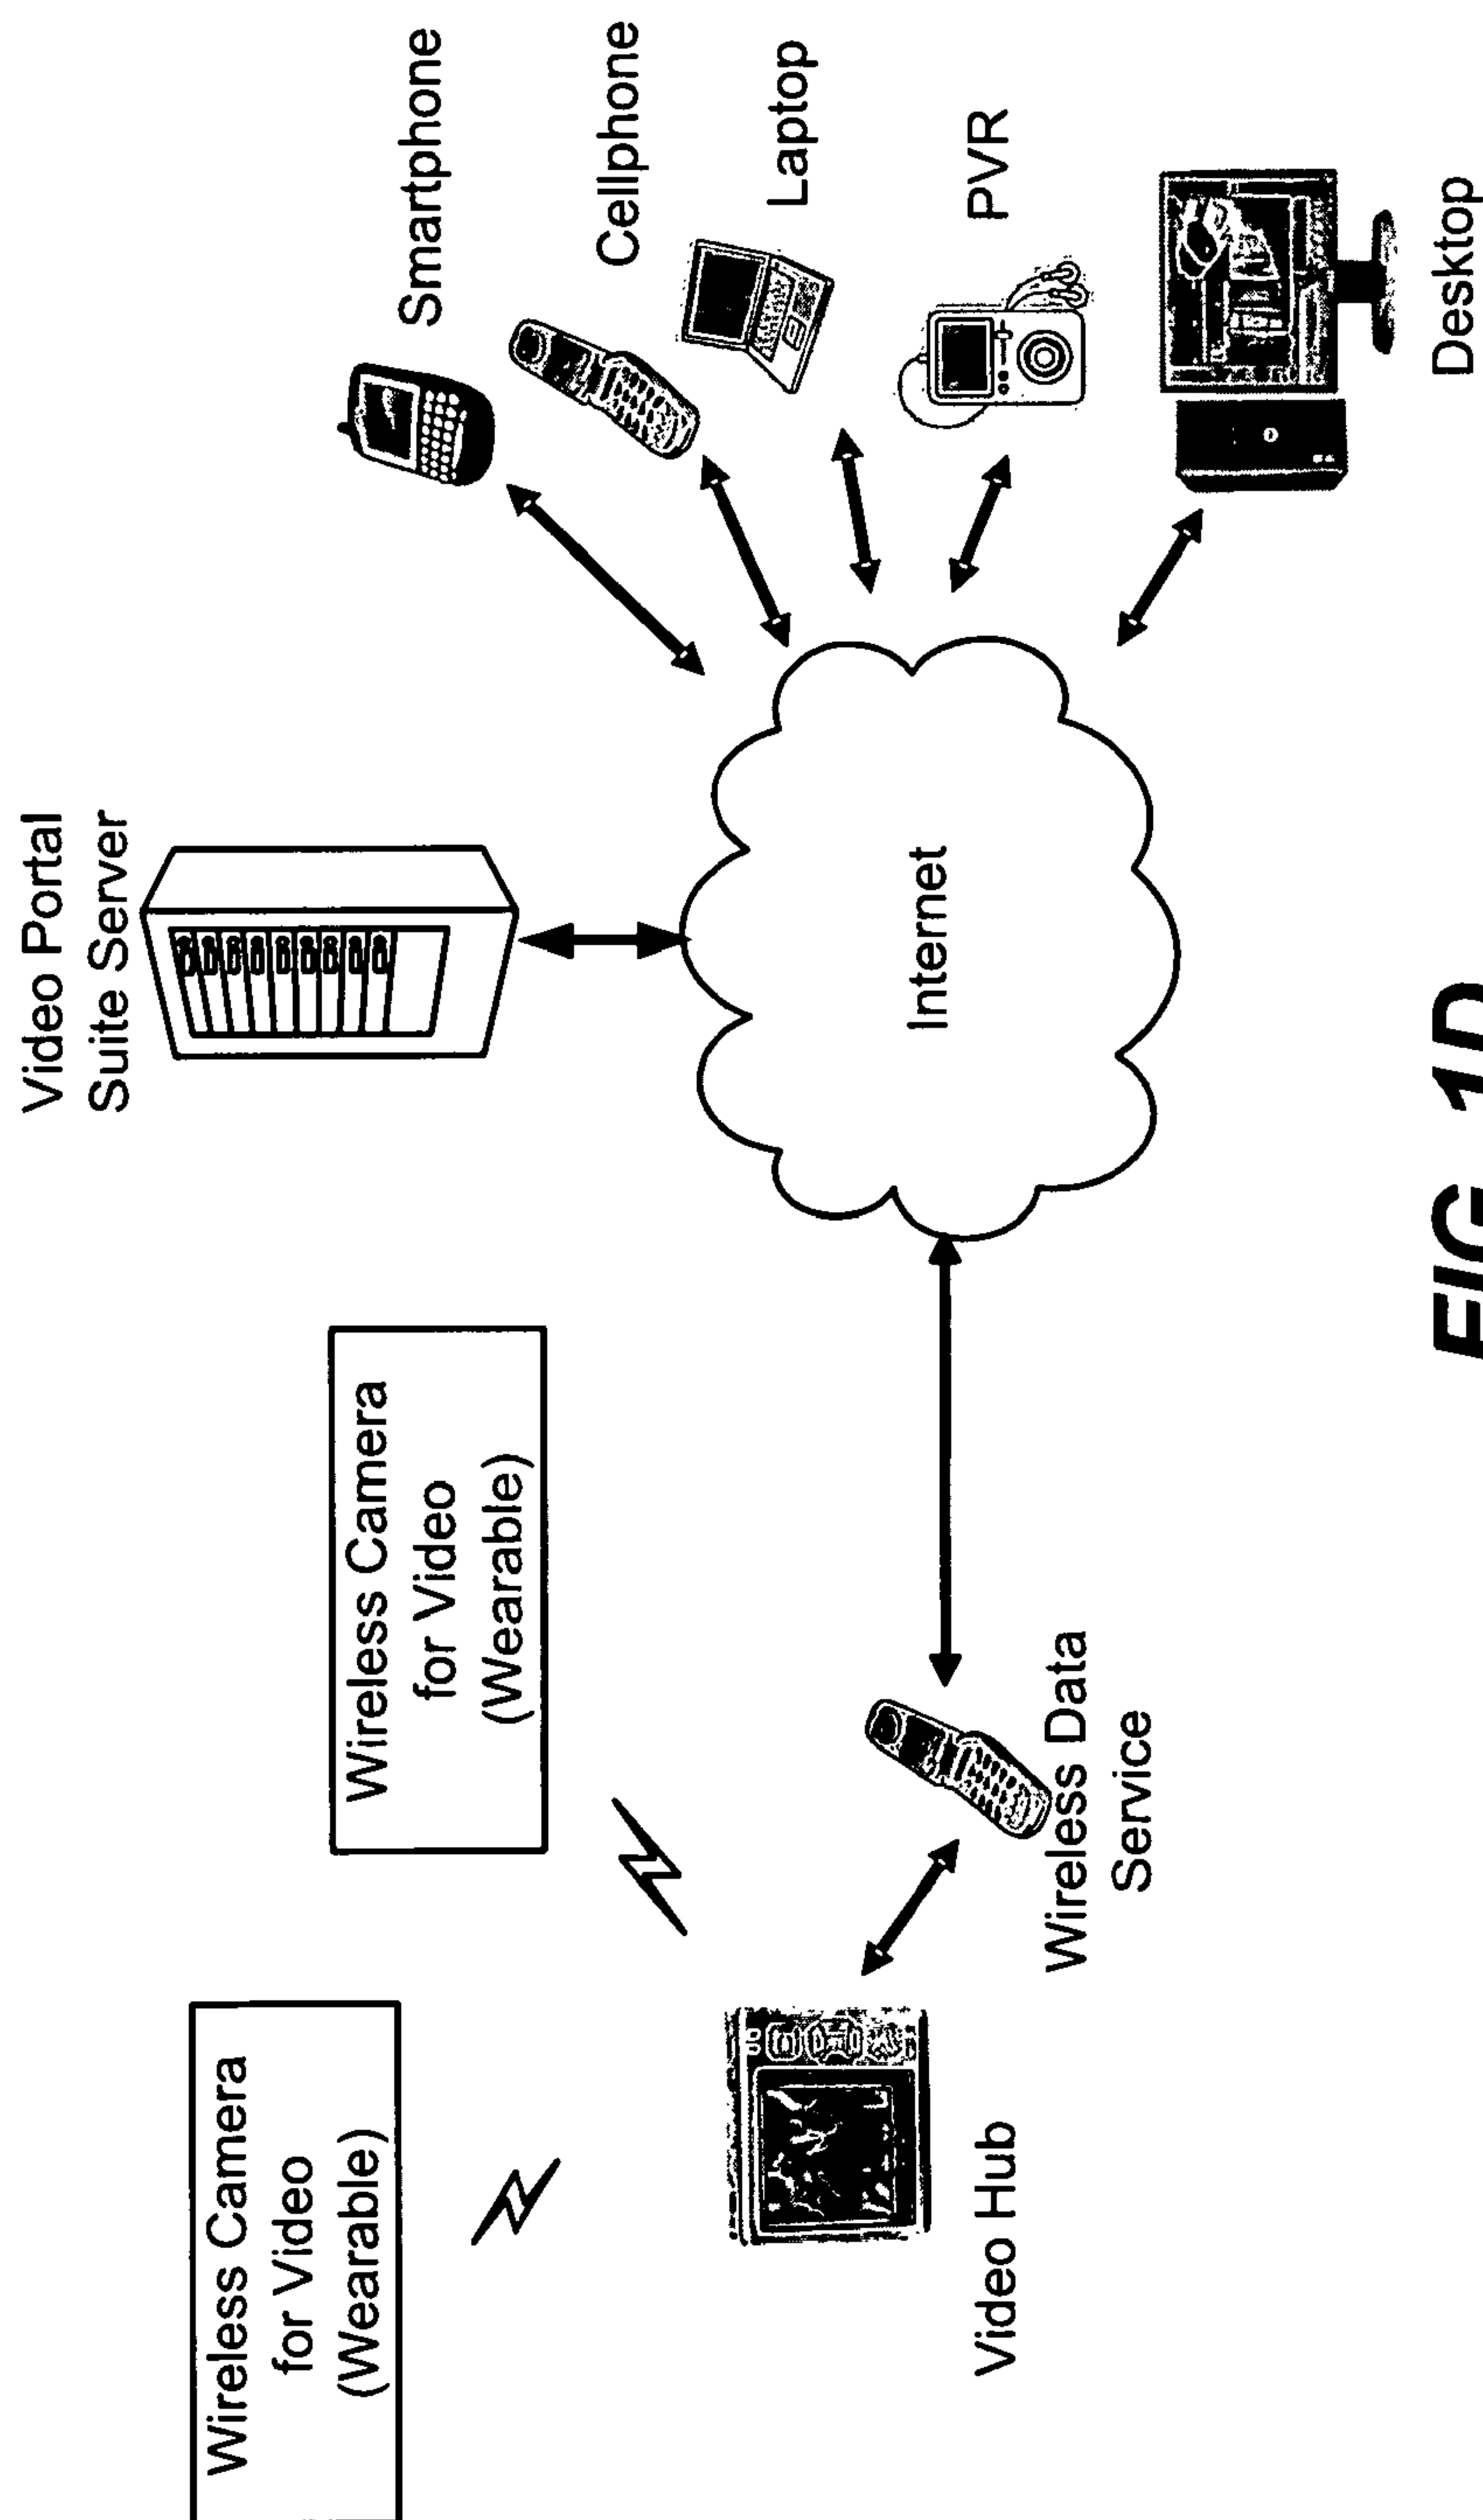 Wireless Camera
for Video
(Wearable)
Wireless Camera
for Video
(Wearable)
Video Portal
Suite Server
Smartphone
Cellphone
Laptop
PVR
Desktop
Internet
Video Hub
Wireless Data
Service
FIG. 1D